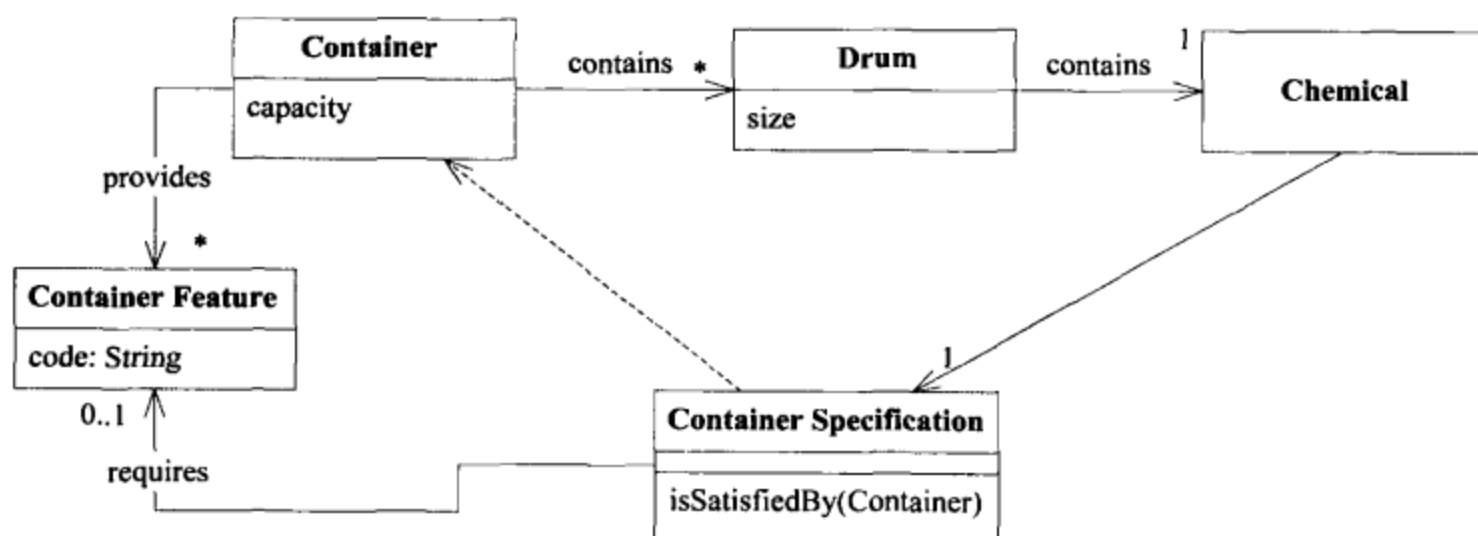 Container
capacity
contains *
Drum
size
contains
1
Chemical
provides
*
Container Feature
code: String
0..1
requires
1
Container Specification
isSatisfiedBy(Container)